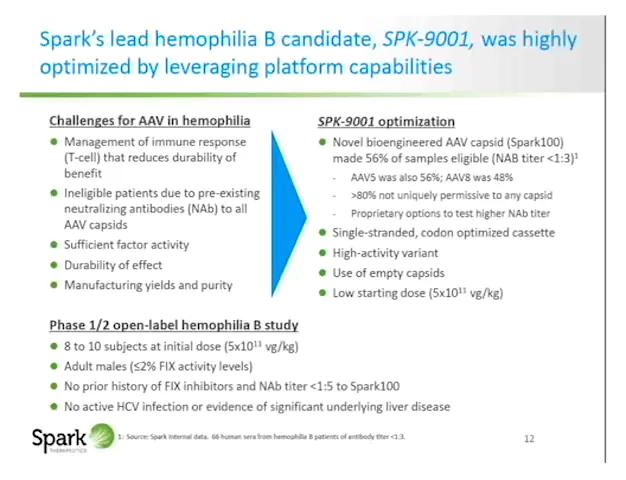 Spark's lead hemophilia B candidate, SPK-9001, was highly
optimized by leveraging platform capabilities
Challenges for AAV in hemophilia
● Management of immune response
(T-cell) that reduces durability of
benefit
● Ineligible patients due to pre-existing
neutralizing antibodies (NAb) to all
AAV capsids
● Sufficient factor activity
● Durability of effect
● Manufacturing yields and purity
SPK-9001 optimization
● Novel bioengineered AAV capsid (Spark100)
made 56% of samples eligible (NAB titer <1:3)¹
- AAV5 was also 56%; AAV8 was 48%
- >80% not uniquely permissive to any capsid
- Proprietary options to test higher NAb titer
● Single-stranded, codon optimized cassette
● High-activity variant
● Use of empty capsids
● Low starting dose (5x10¹¹ vg/kg)
Phase 1/2 open-label hemophilia B study
● 8 to 10 subjects at initial dose (5x10¹¹ vg/kg)
● Adult males (≤2% FIX activity levels)
● No prior history of FIX inhibitors and NAb titer <1:5 to Spark100
● No active HCV infection or evidence of significant underlying liver disease
Spark
THERAPEUTICS
1: Source: Spark internal data. 66 human sera from hemophilia B patients of antibody titer <1:3.
12